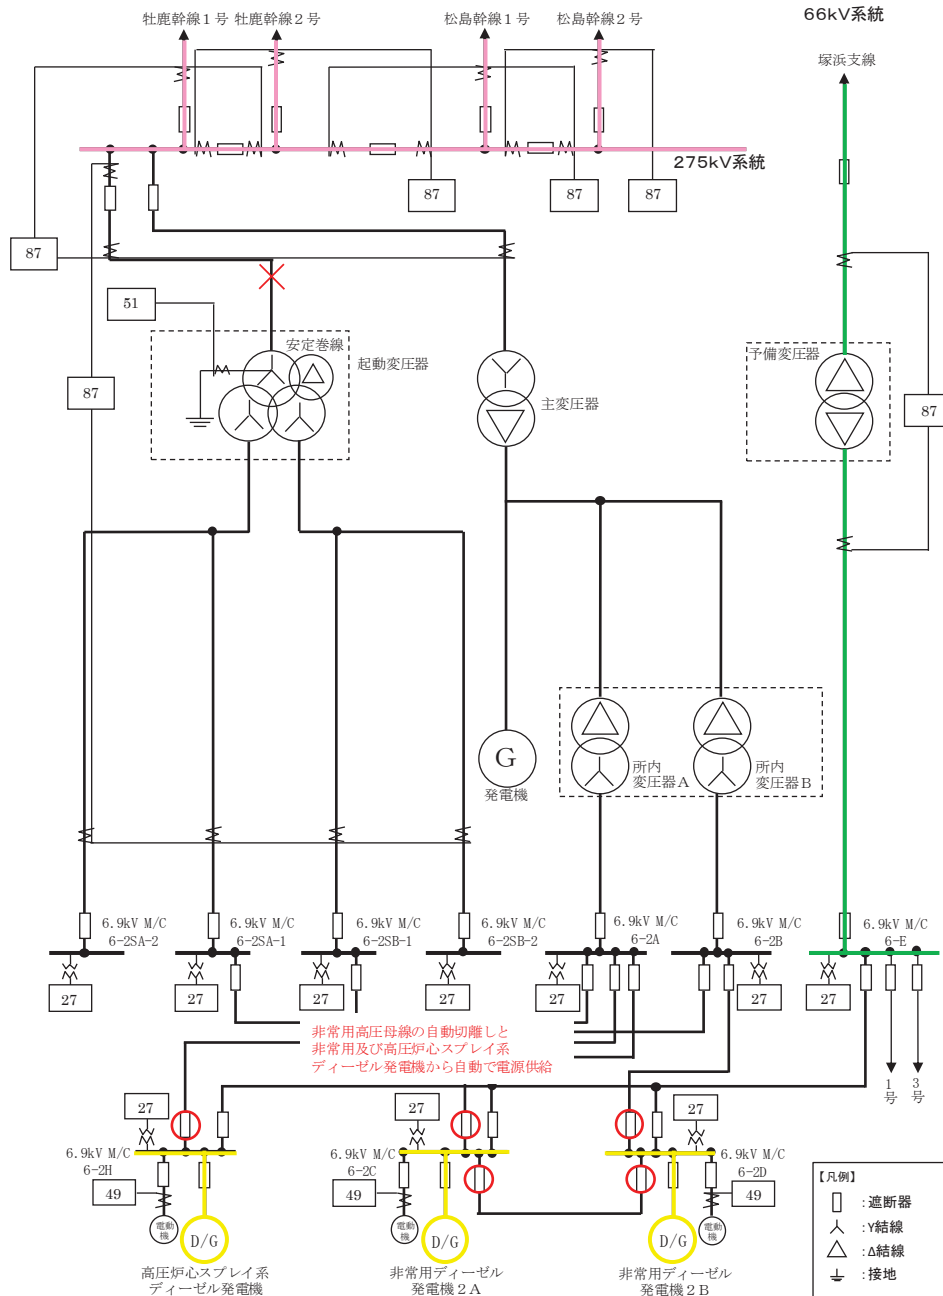 66kV系統
牡鹿幹線1号 牡鹿幹線2号 松島幹線1号 松島幹線2号
塚浜支線
275kV系統
87
87
87
87
51
安定巻線
起動変圧器
予備変圧器
87
主変圧器
87
G
発電機
所内
変圧器A
所内
変圧器B
6.9kV M/C
6-2SA-2
6.9kV M/C
6-2SA-1
6.9kV M/C
6-2SB-1
6.9kV M/C
6-2SB-2
6.9kV M/C
6-2A
6.9kV M/C
6-2B
6.9kV M/C
6-E
27
27
27
27
27
27
27
非常用高圧母線の自動切離しと
非常用及び高圧炉心スプレイ系
ディーゼル発電機から自動で電源供給
1号
3号
27
27
27
6.9kV M/C
6-2H
6.9kV M/C
6-2C
6.9kV M/C
6-2D
49
49
49
電動機
電動機
電動機
D/G
D/G
D/G
高圧炉心スプレイ系
ディーゼル発電機
非常用ディーゼル
発電機2A
非常用ディーゼル
発電機2B
【凡例】
:遮断器
:Y結線
:Δ結線
:接地